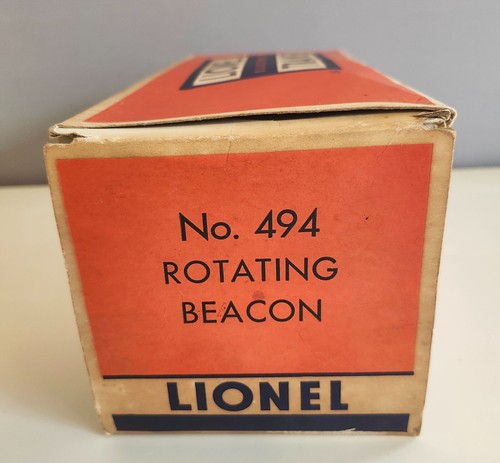 No. 494
ROTATING
BEACON
LIONEL